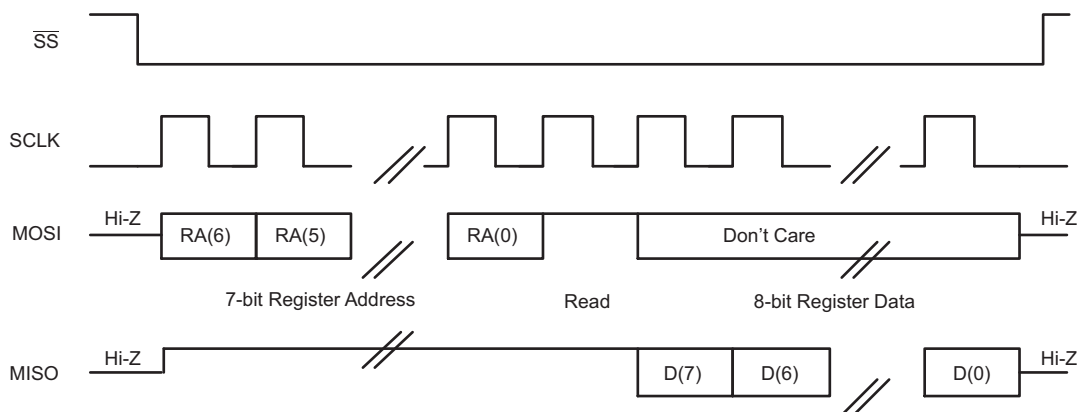 SS
SCLK
Hi-Z RA(6) RA(5) RA(0) Don't Care Hi-Z
MOSI
7-bit Register Address Read 8-bit Register Data
Hi-Z Hi-Z
MISO D(7) D(6) D(0)